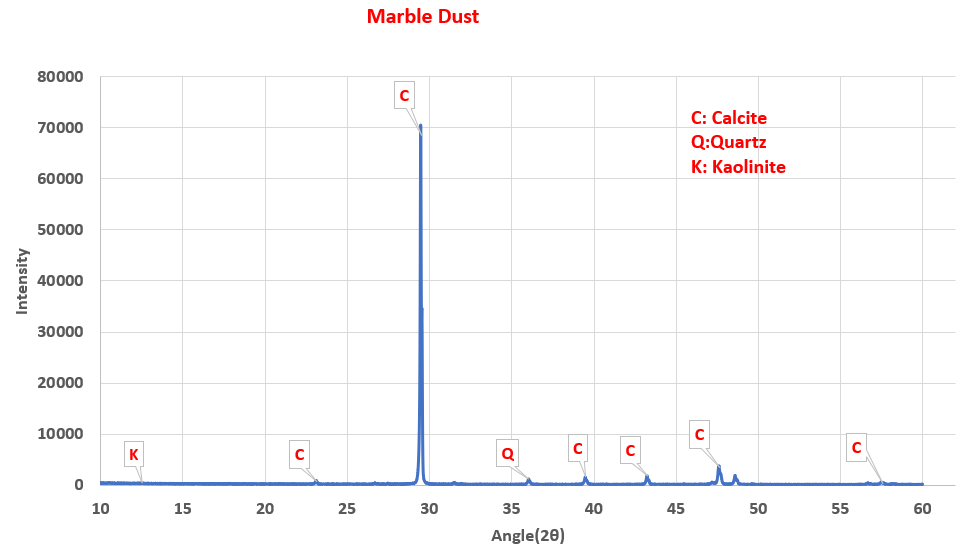 Marble Dust
80000
70000
60000
50000
40000
30000
20000
10000
0
Intensity
C
C: Calcite
Q:Quartz
K: Kaolinite
K
C
Q
C
C
C
C
10 15 20 25 30 35 40 45 50 55 60
Angle(2θ)